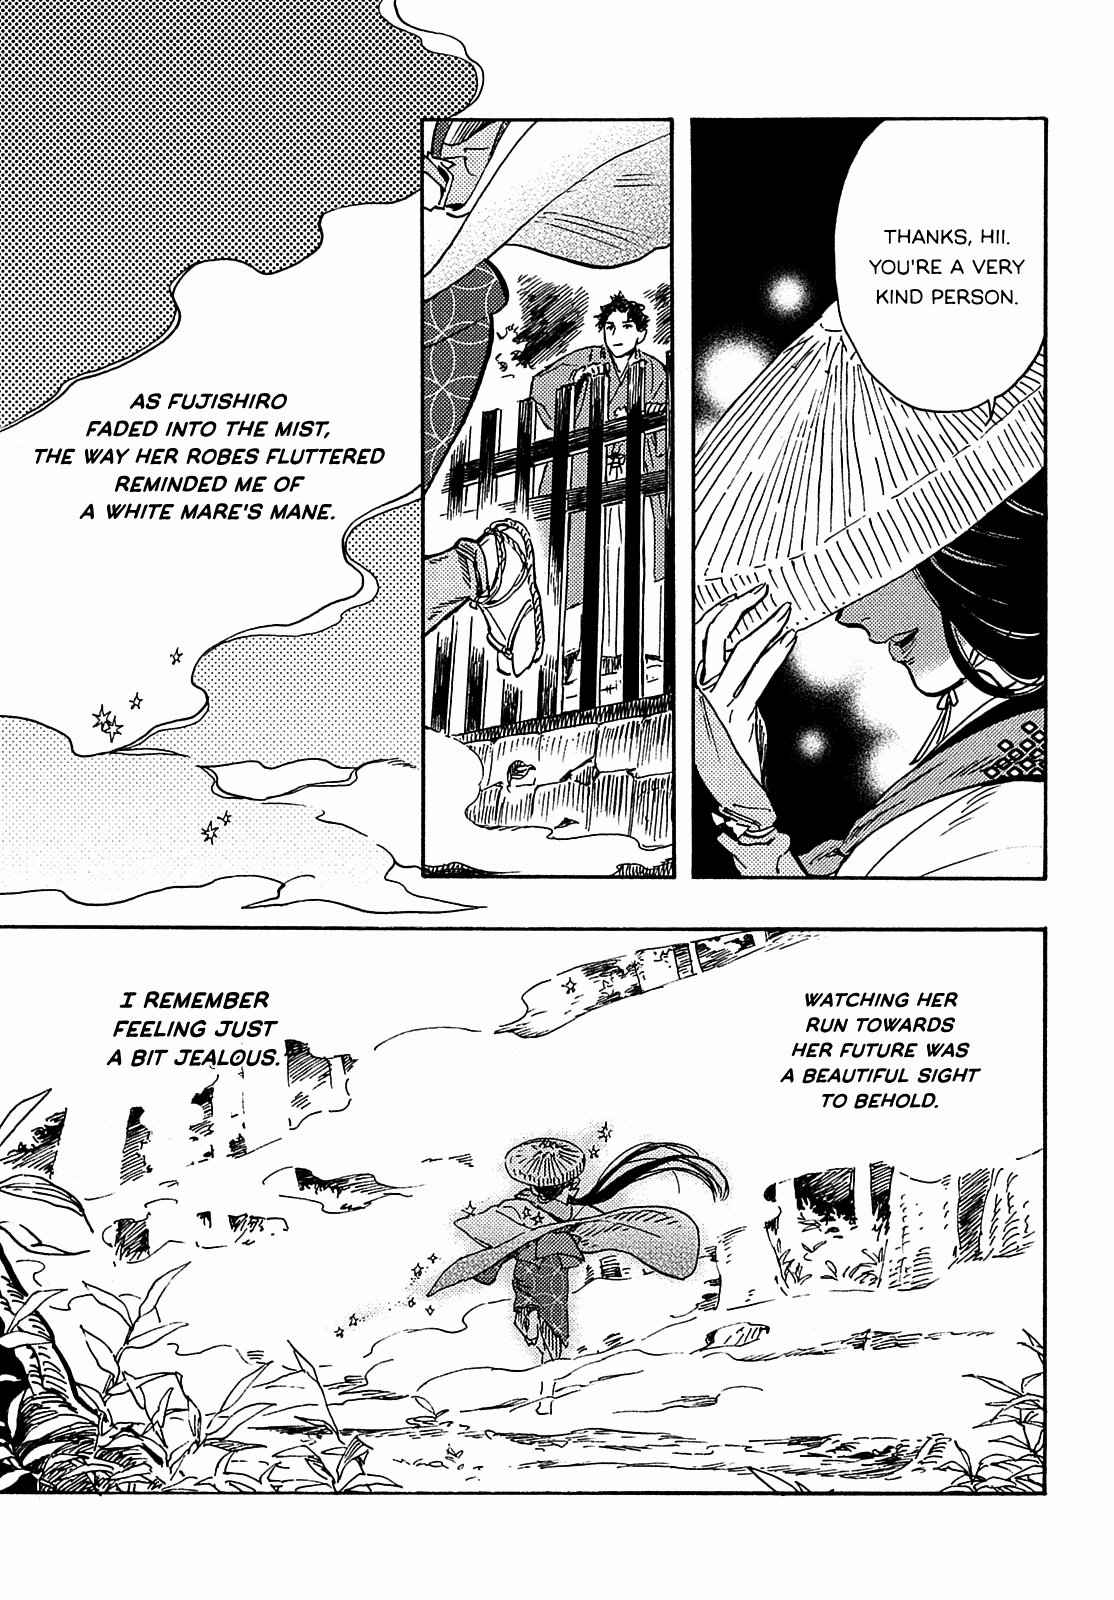 THANKS, HII.
YOU'RE A VERY
KIND PERSON.
AS FUJISHIRO
FADED INTO THE MIST,
THE WAY HER ROBES FLUTTERED
REMINDED ME OF
A WHITE MARE'S MANE.
WATCHING HER
RUN TOWARDS
HER FUTURE WAS
A BEAUTIFUL SIGHT
TO BEHOLD.
I REMEMBER
FEELING JUST
A BIT JEALOUS.